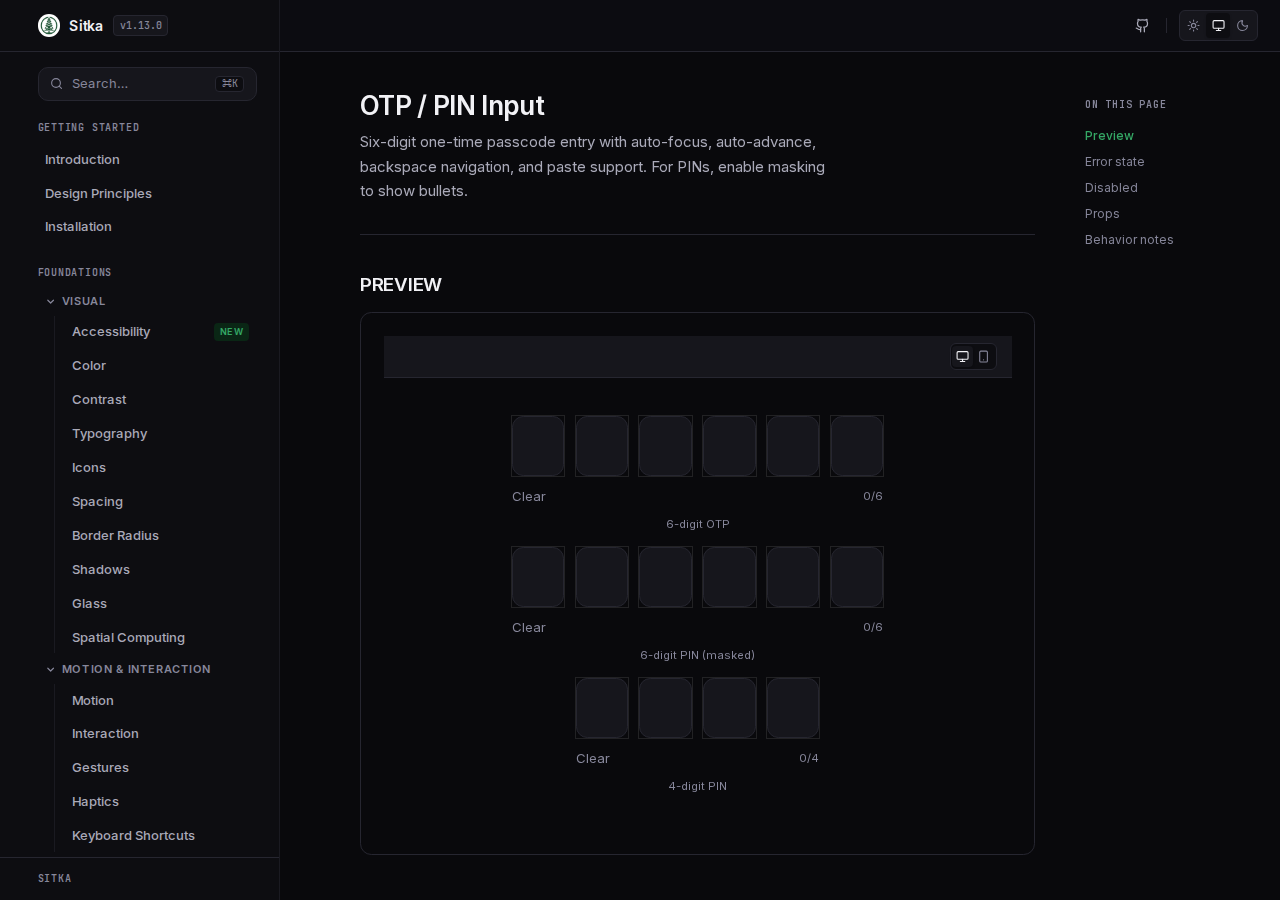 Sitka
v1.13.0
Search...
⌘K
GETTING STARTED
Introduction
Design Principles
Installation
FOUNDATIONS
VISUAL
Accessibility
NEW
Color
Contrast
Typography
Icons
Spacing
Border Radius
Shadows
Glass
Spatial Computing
MOTION & INTERACTION
Motion
Interaction
Gestures
Haptics
Keyboard Shortcuts
SITKA
OTP / PIN Input
Six-digit one-time passcode entry with auto-focus, auto-advance,
backspace navigation, and paste support. For PINs, enable masking
to show bullets.
PREVIEW
Clear
0/6
6-digit OTP
Clear
0/6
6-digit PIN (masked)
Clear
0/4
4-digit PIN
ON THIS PAGE
Preview
Error state
Disabled
Props
Behavior notes